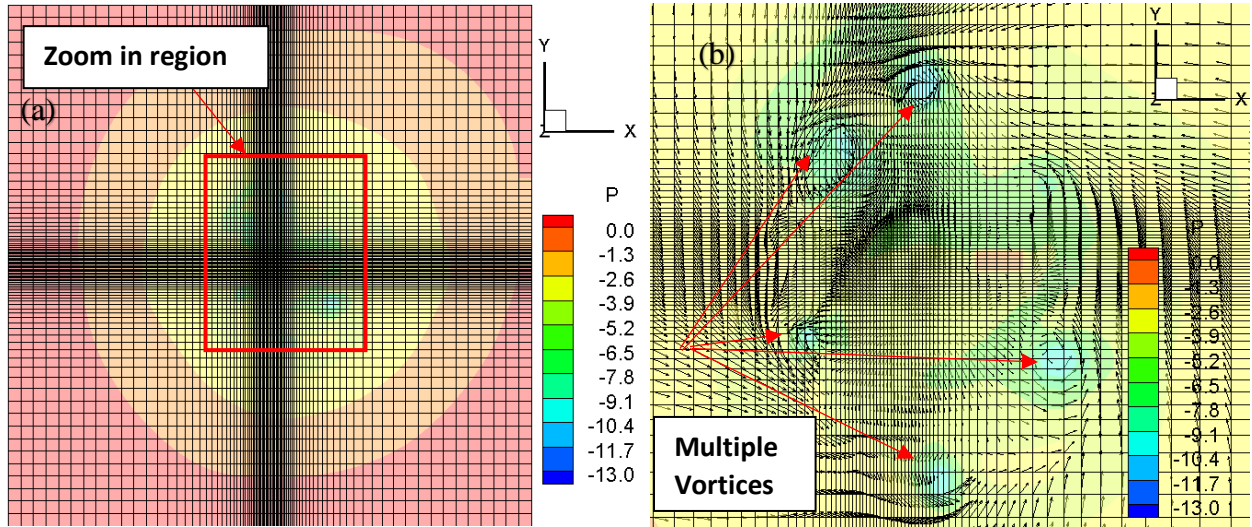 Zoom in region
(a)
Y
Z
X
P
0.0
-1.3
-2.6
-3.9
-5.2
-6.5
-7.8
-9.1
-10.4
-11.7
-13.0
(b)
Y
Z
X
P
0.0
-1.3
-2.6
-3.9
-5.2
-6.5
-7.8
-9.1
-10.4
-11.7
-13.0
Multiple
Vortices